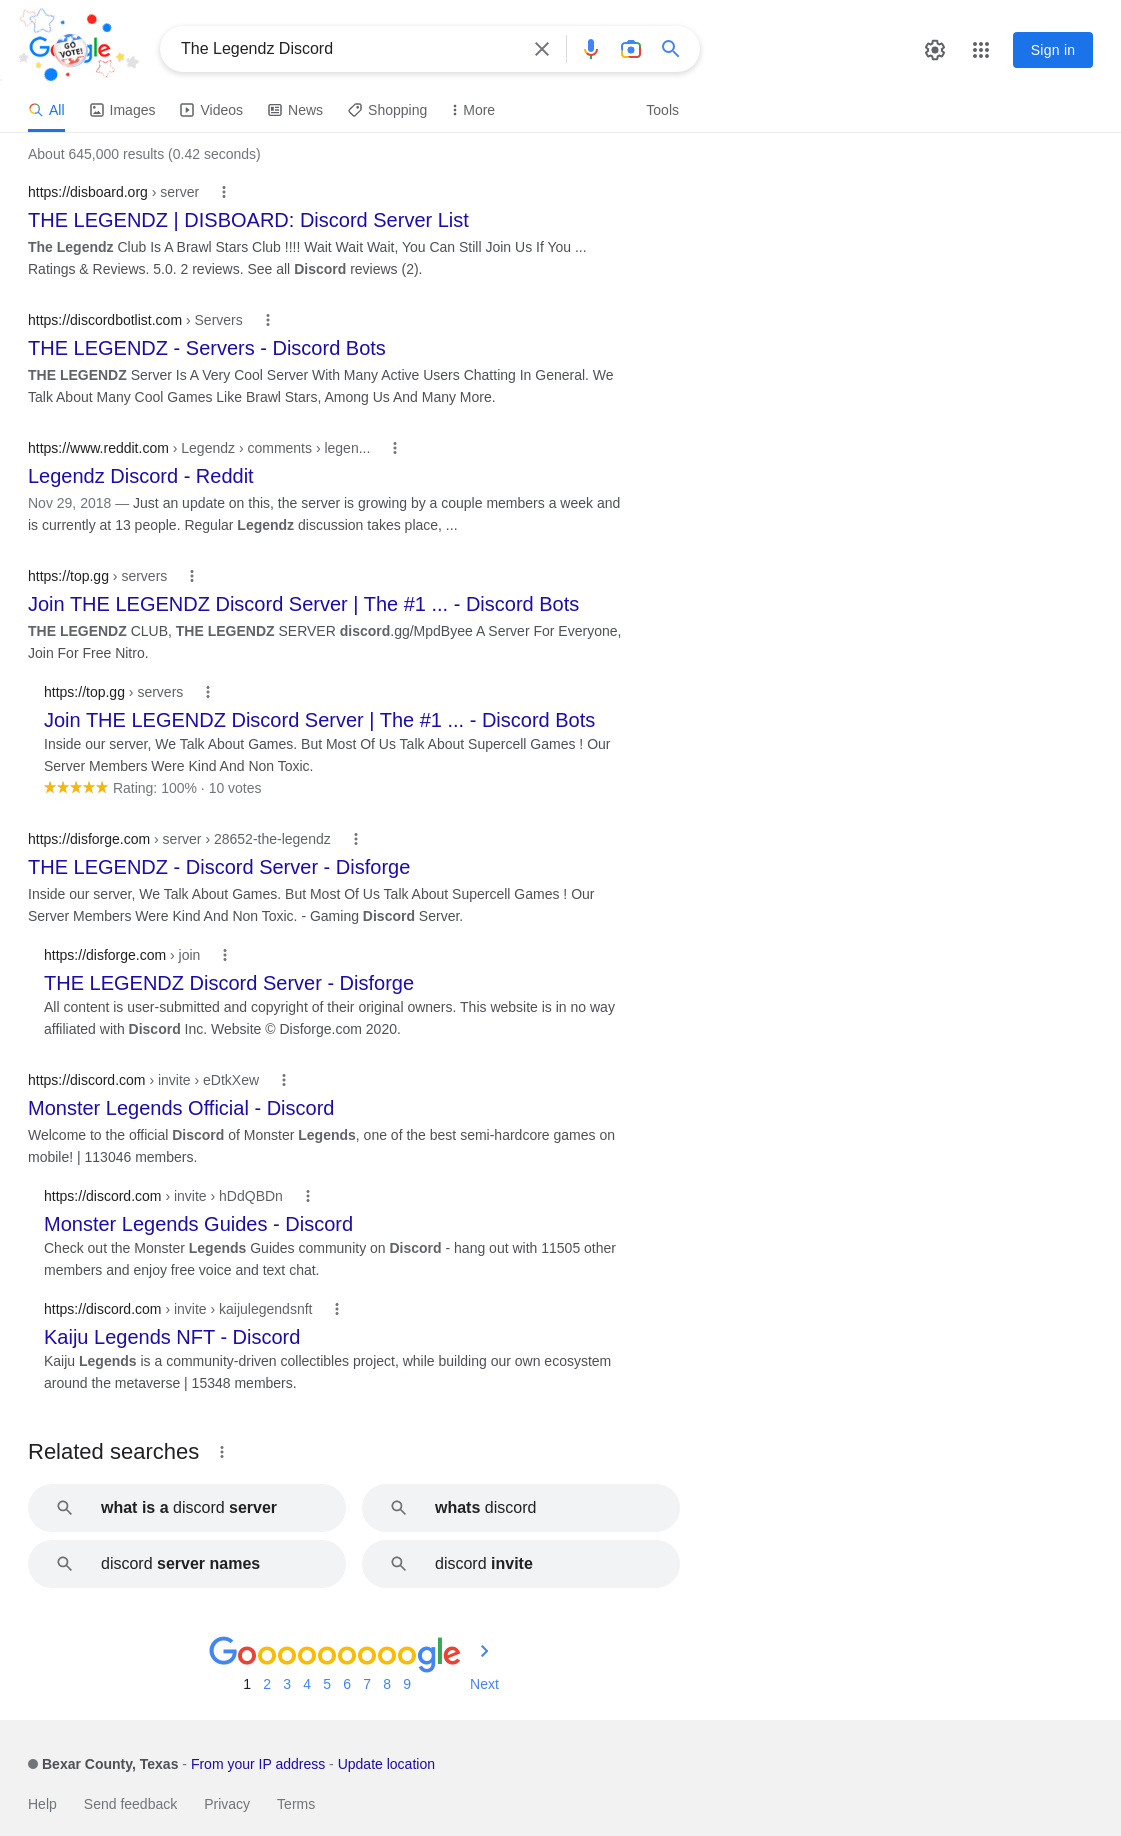 Google
GO VOTE!
The Legendz Discord
Sign in
All
Images
Videos
News
Shopping
More
Tools
About 645,000 results (0.42 seconds)
https://disboard.org › server
THE LEGENDZ | DISBOARD: Discord Server List
The Legendz Club Is A Brawl Stars Club !!!! Wait Wait Wait, You Can Still Join Us If You ...
Ratings & Reviews. 5.0. 2 reviews. See all Discord reviews (2).
https://discordbotlist.com › Servers
THE LEGENDZ - Servers - Discord Bots
THE LEGENDZ Server Is A Very Cool Server With Many Active Users Chatting In General. We
Talk About Many Cool Games Like Brawl Stars, Among Us And Many More.
https://www.reddit.com › Legendz › comments › legen...
Legendz Discord - Reddit
Nov 29, 2018 — Just an update on this, the server is growing by a couple members a week and
is currently at 13 people. Regular Legendz discussion takes place, ...
https://top.gg › servers
Join THE LEGENDZ Discord Server | The #1 ... - Discord Bots
THE LEGENDZ CLUB, THE LEGENDZ SERVER discord.gg/MpdByee A Server For Everyone,
Join For Free Nitro.
https://top.gg › servers
Join THE LEGENDZ Discord Server | The #1 ... - Discord Bots
Inside our server, We Talk About Games. But Most Of Us Talk About Supercell Games ! Our
Server Members Were Kind And Non Toxic.
Rating: 100% · 10 votes
https://disforge.com › server › 28652-the-legendz
THE LEGENDZ - Discord Server - Disforge
Inside our server, We Talk About Games. But Most Of Us Talk About Supercell Games ! Our
Server Members Were Kind And Non Toxic. - Gaming Discord Server.
https://disforge.com › join
THE LEGENDZ Discord Server - Disforge
All content is user-submitted and copyright of their original owners. This website is in no way
affiliated with Discord Inc. Website © Disforge.com 2020.
https://discord.com › invite › eDtkXew
Monster Legends Official - Discord
Welcome to the official Discord of Monster Legends, one of the best semi-hardcore games on
mobile! | 113046 members.
https://discord.com › invite › hDdQBDn
Monster Legends Guides - Discord
Check out the Monster Legends Guides community on Discord - hang out with 11505 other
members and enjoy free voice and text chat.
https://discord.com › invite › kaijulegendsnft
Kaiju Legends NFT - Discord
Kaiju Legends is a community-driven collectibles project, while building our own ecosystem
around the metaverse | 15348 members.
Related searches
what is a discord server
whats discord
discord server names
discord invite
Goooooooooogle
1 2 3 4 5 6 7 8 9 Next
Bexar County, Texas - From your IP address - Update location
Help Send feedback Privacy Terms